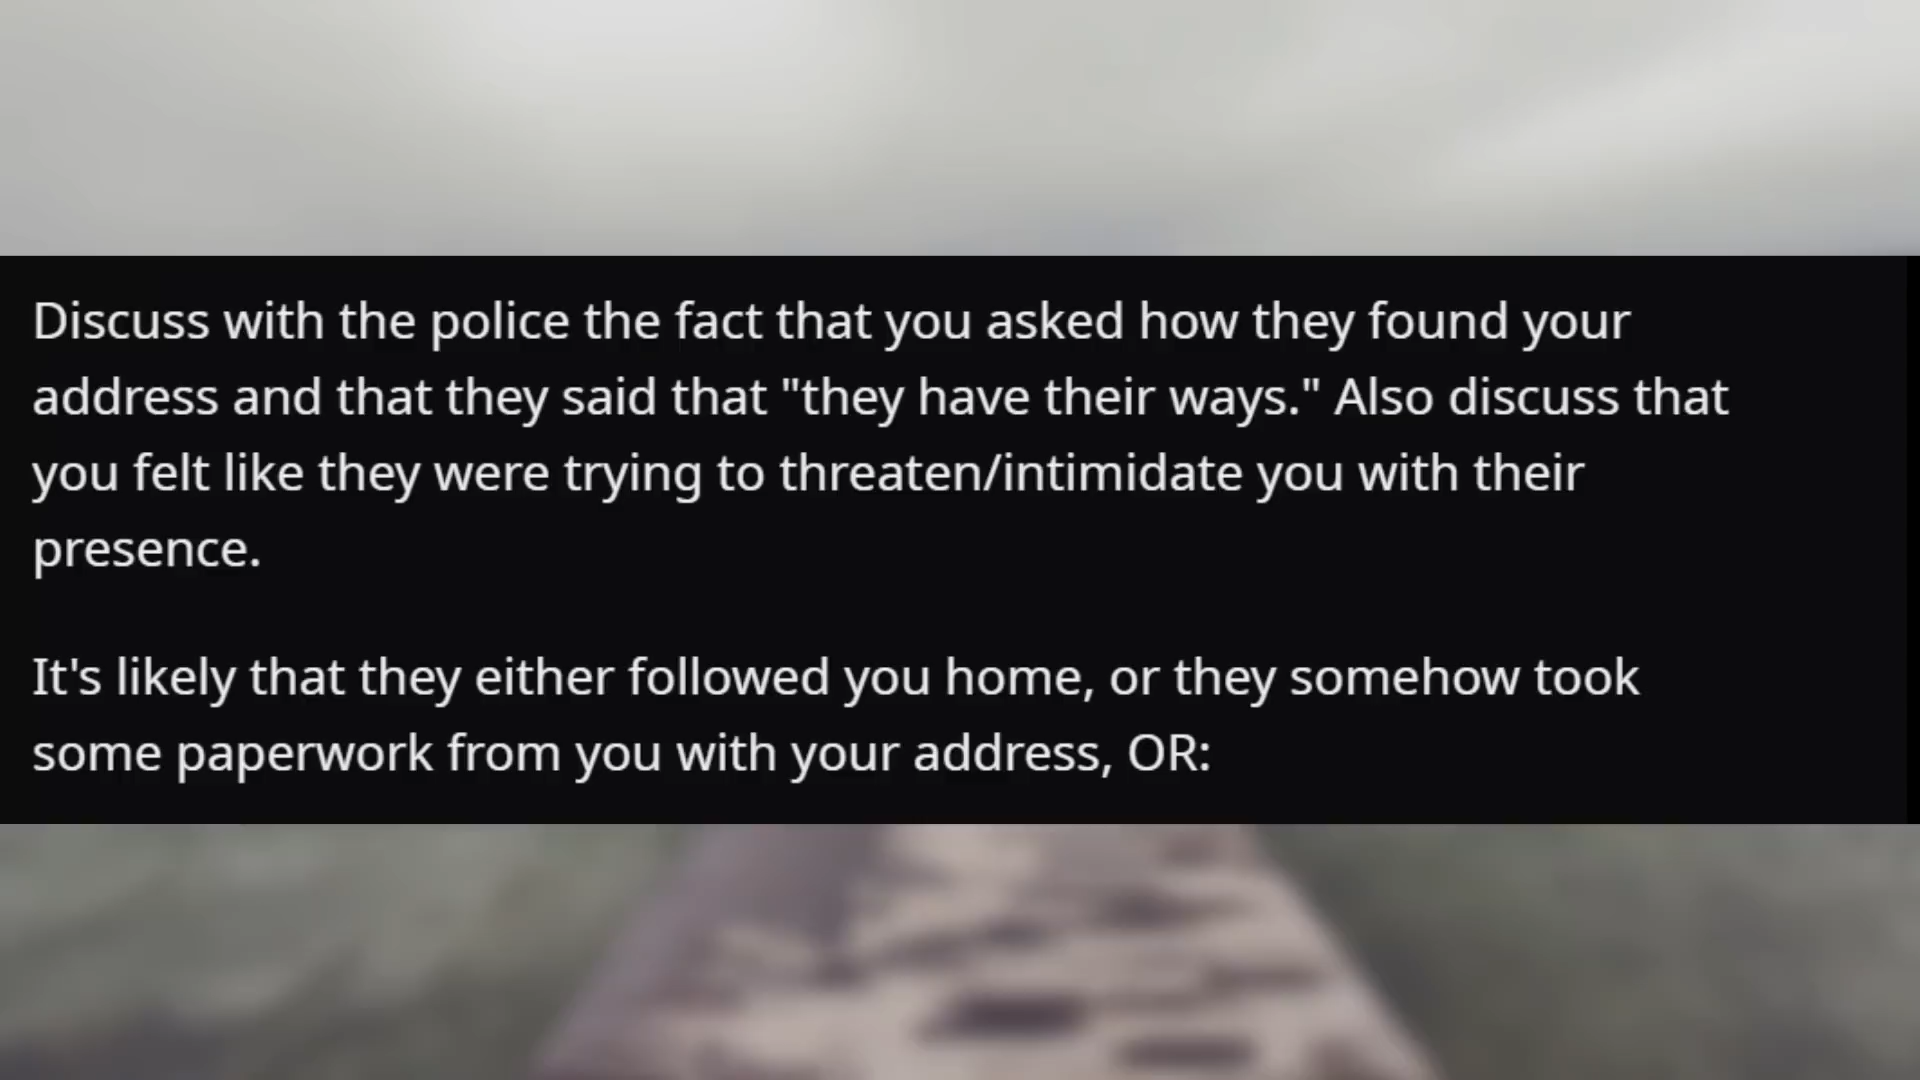 Discuss with the police the fact that you asked how they found your
address and that they said that "they have their ways." Also discuss that
you felt like they were trying to threaten/intimidate you with their
presence.
It's likely that they either followed you home, or they somehow took
some paperwork from you with your address, OR: